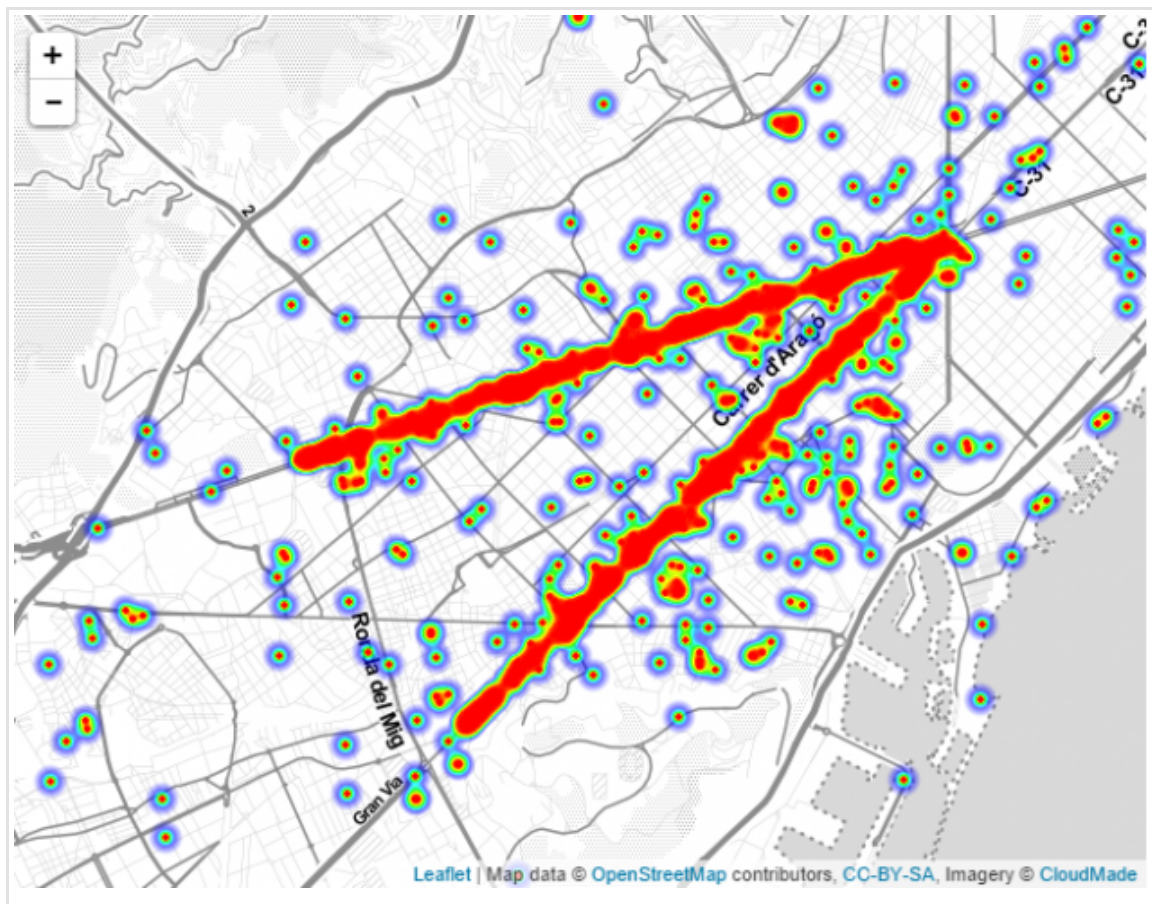 +
−
2
C-31
C-31
Carrer d'Aragó
Ronda del Mig
Gran Via
Leaflet | Map data © OpenStreetMap contributors, CC-BY-SA, Imagery © CloudMade